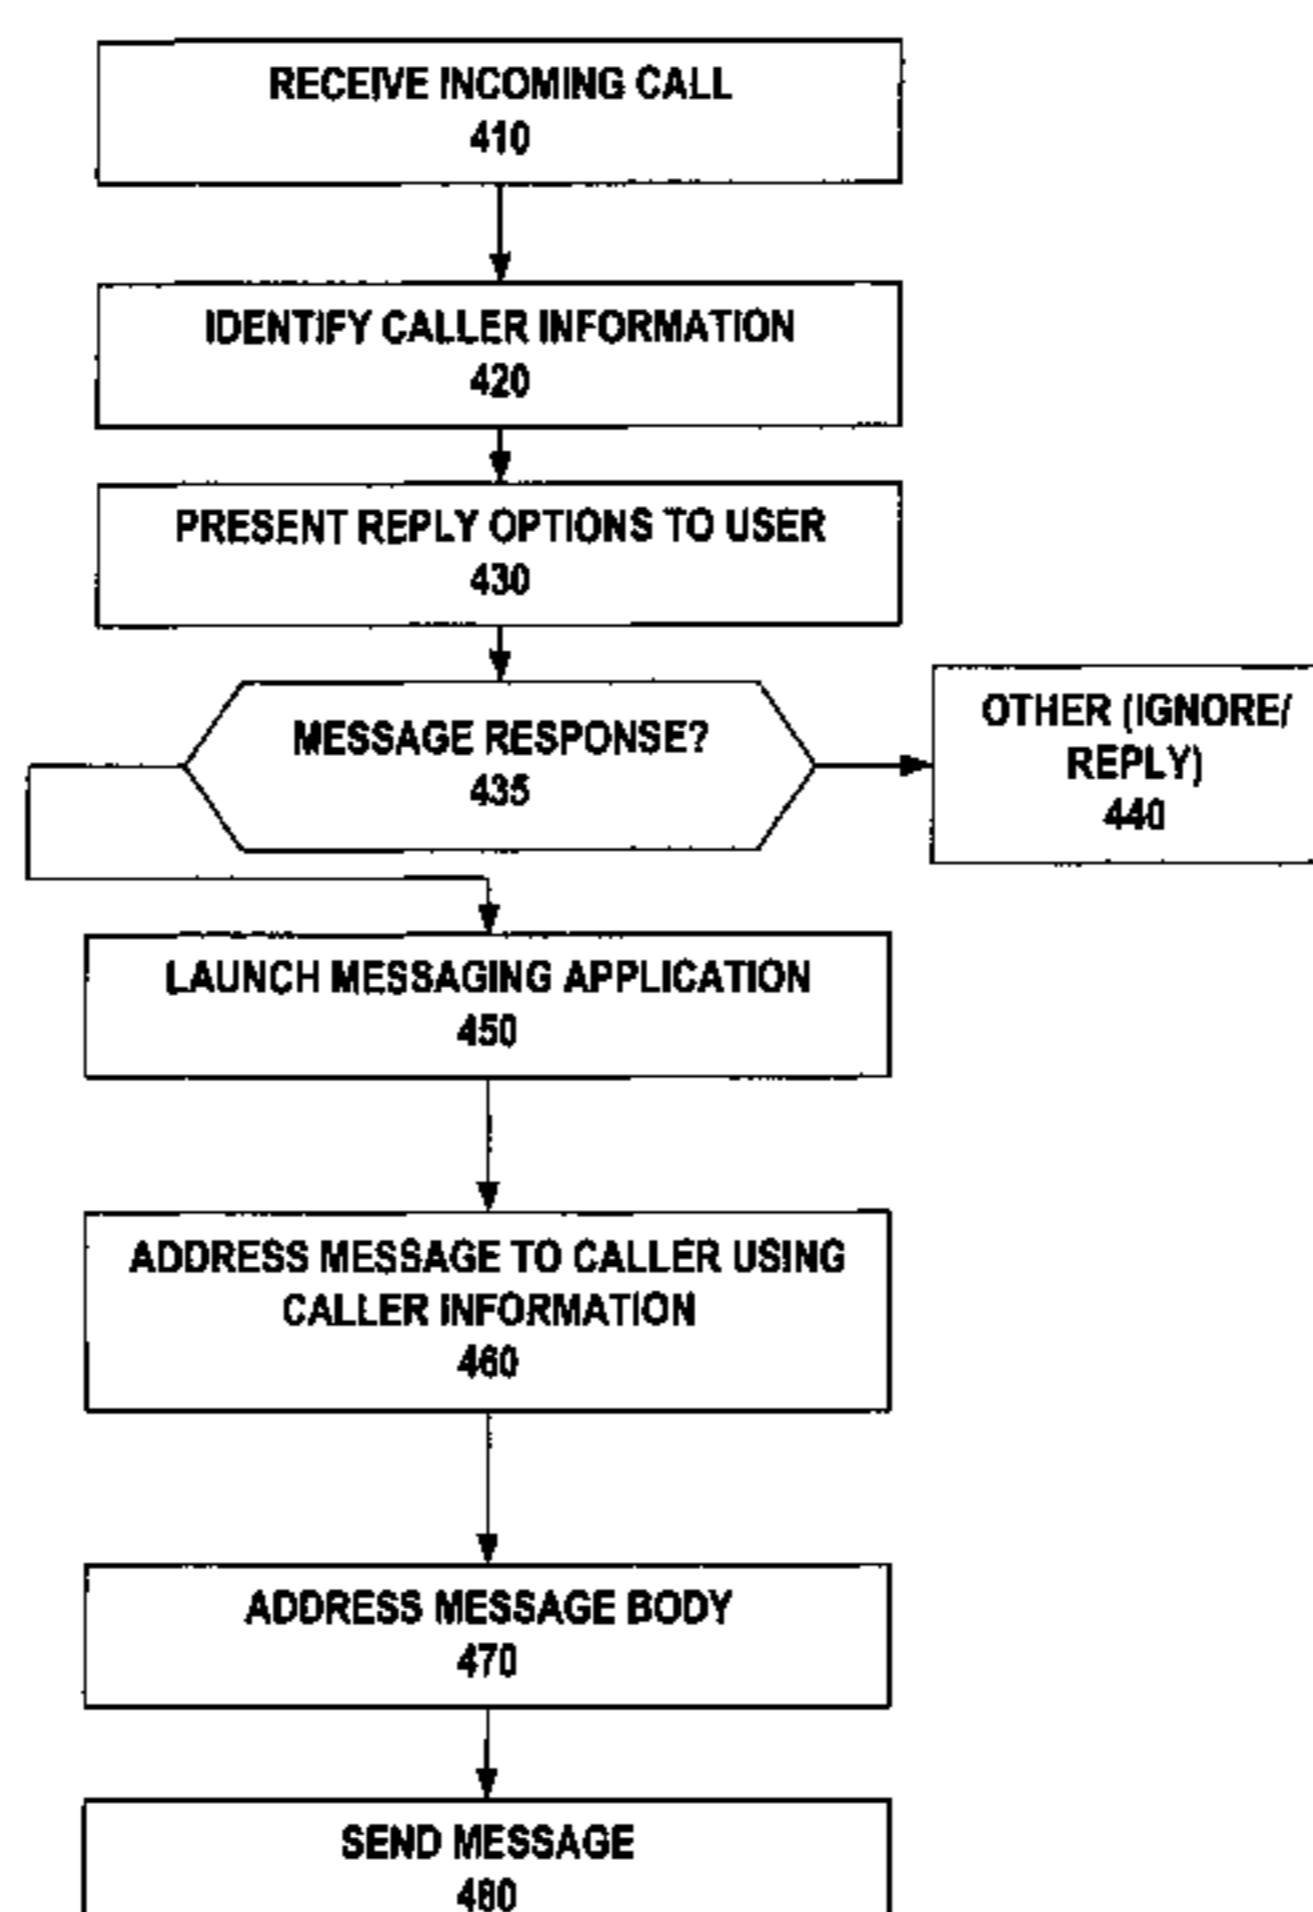 RECEIVE INCOMING CALL
410
IDENTIFY CALLER INFORMATION
420
PRESENT REPLY OPTIONS TO USER
430
MESSAGE RESPONSE?
435
OTHER (IGNORE/
REPLY)
440
LAUNCH MESSAGING APPLICATION
450
ADDRESS MESSAGE TO CALLER USING
CALLER INFORMATION
460
ADDRESS MESSAGE BODY
470
SEND MESSAGE
480